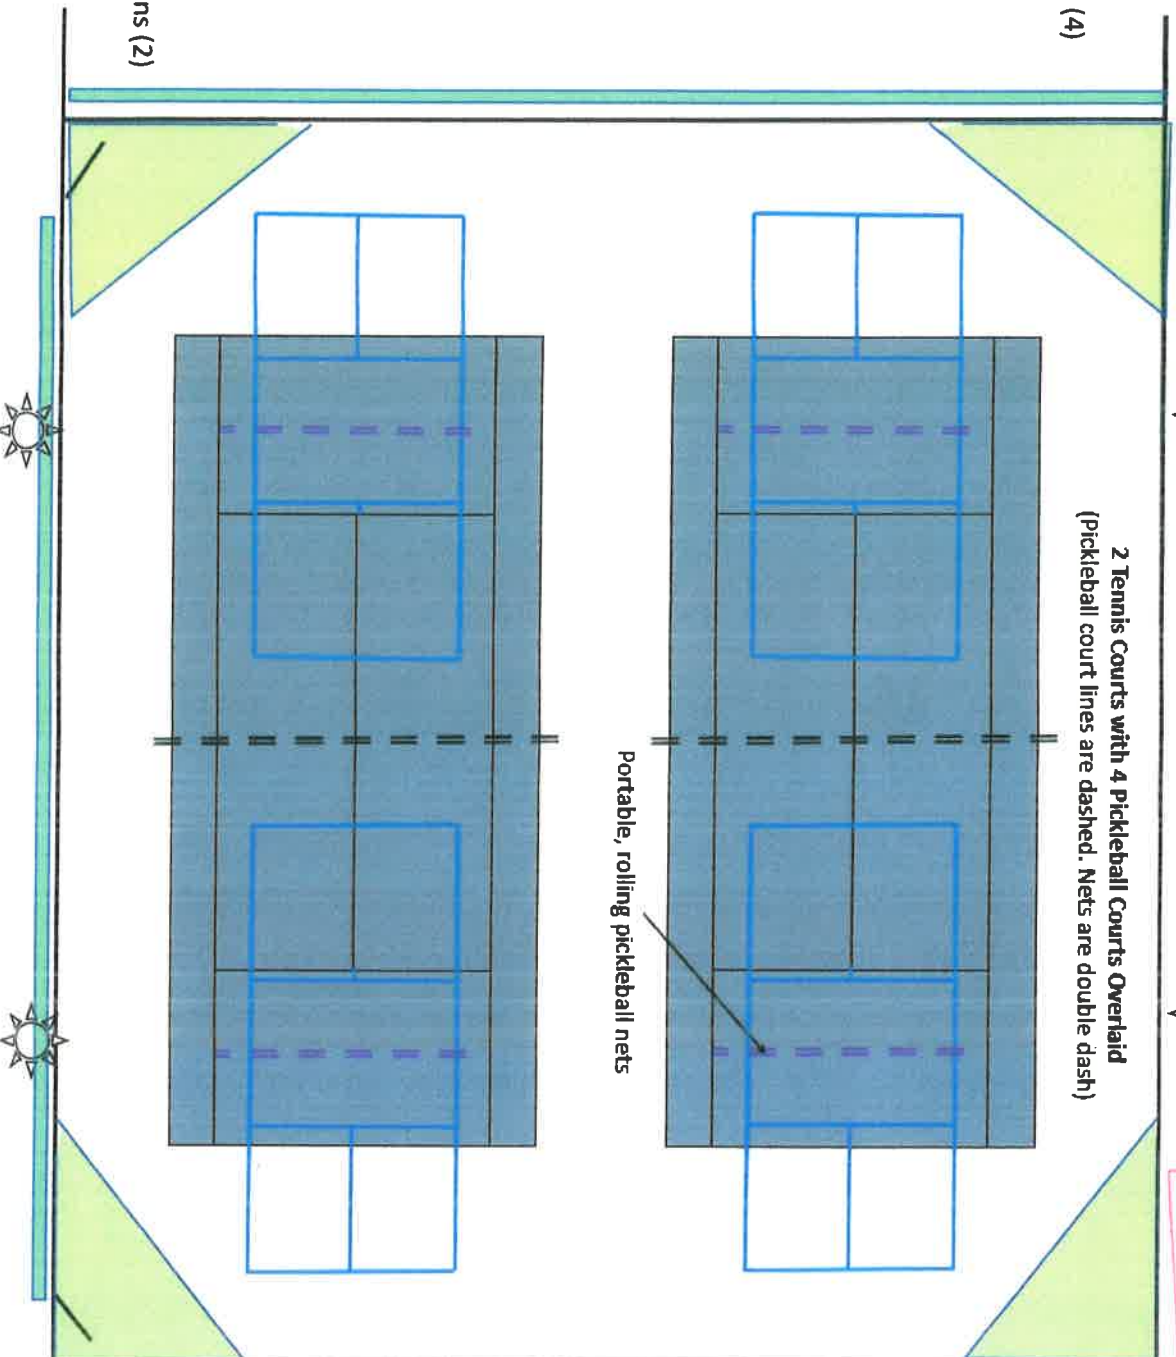 2 Tennis Courts with 4 Pickleball Courts Overlaid
(Pickleball court lines are dashed. Nets are double dash)
Portable, rolling pickleball nets
(4)
ns (2)